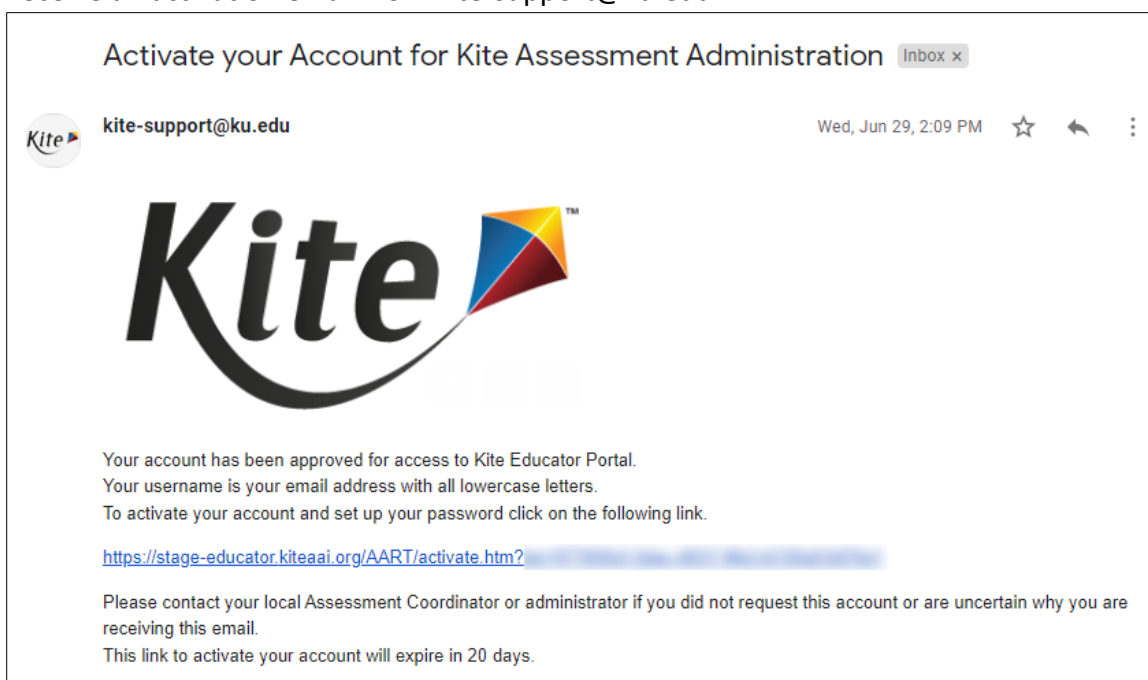 Activate your Account for Kite Assessment Administration Inbox x
Kite kite-support@ku.edu Wed, Jun 29, 2:09 PM
Kite TM
Your account has been approved for access to Kite Educator Portal.
Your username is your email address with all lowercase letters.
To activate your account and set up your password click on the following link.
https://stage-educator.kiteaai.org/AART/activate.htm?
Please contact your local Assessment Coordinator or administrator if you did not request this account or are uncertain why you are
receiving this email.
This link to activate your account will expire in 20 days.